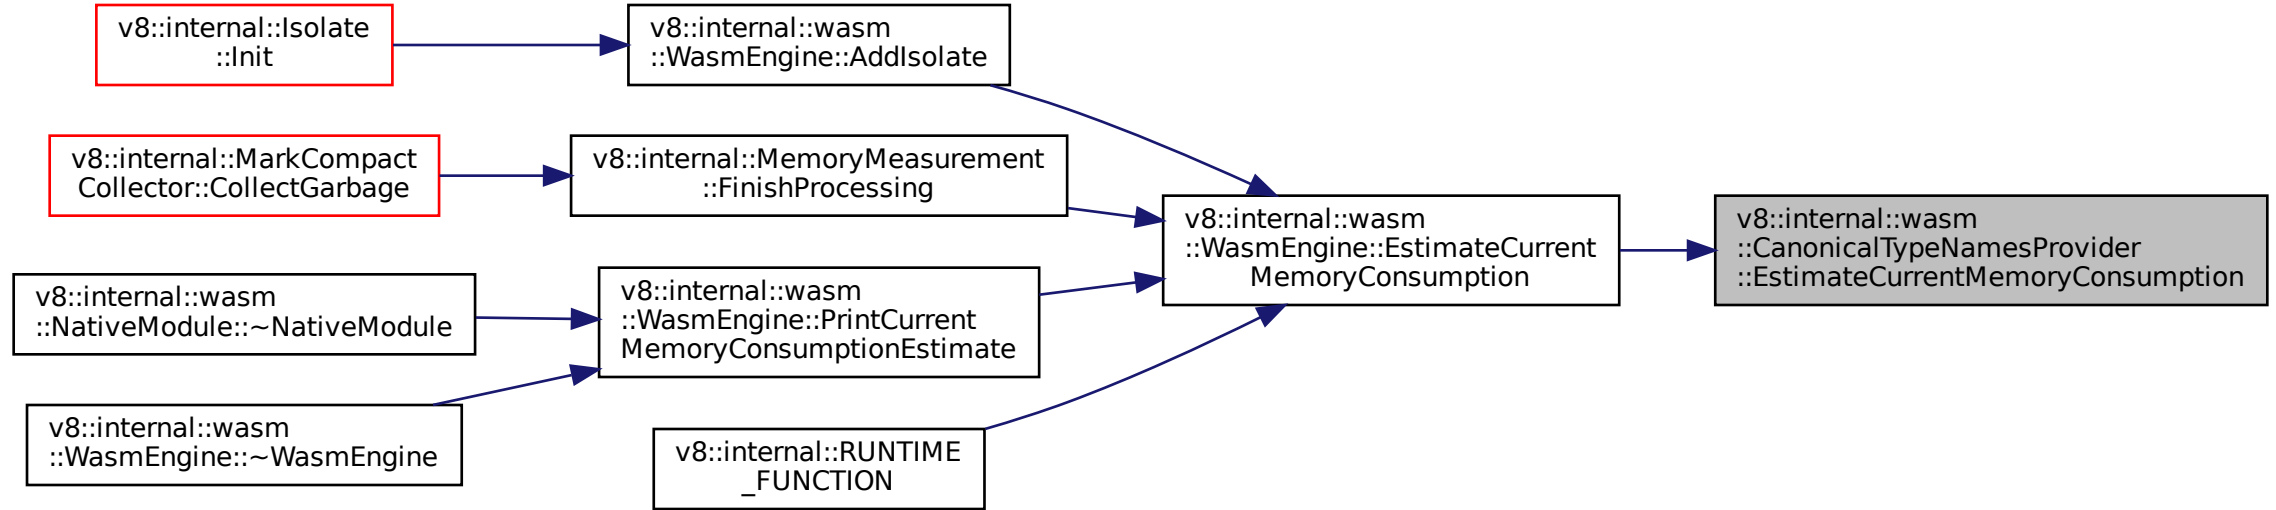 v8::internal::Isolate
::Init
v8::internal::wasm
::WasmEngine::AddIsolate
v8::internal::MarkCompact
Collector::CollectGarbage
v8::internal::MemoryMeasurement
::FinishProcessing
v8::internal::wasm
::NativeModule::~NativeModule
v8::internal::wasm
::WasmEngine::PrintCurrent
MemoryConsumptionEstimate
v8::internal::wasm
::WasmEngine::~WasmEngine
v8::internal::RUNTIME
_FUNCTION
v8::internal::wasm
::WasmEngine::EstimateCurrent
MemoryConsumption
v8::internal::wasm
::CanonicalTypeNamesProvider
::EstimateCurrentMemoryConsumption